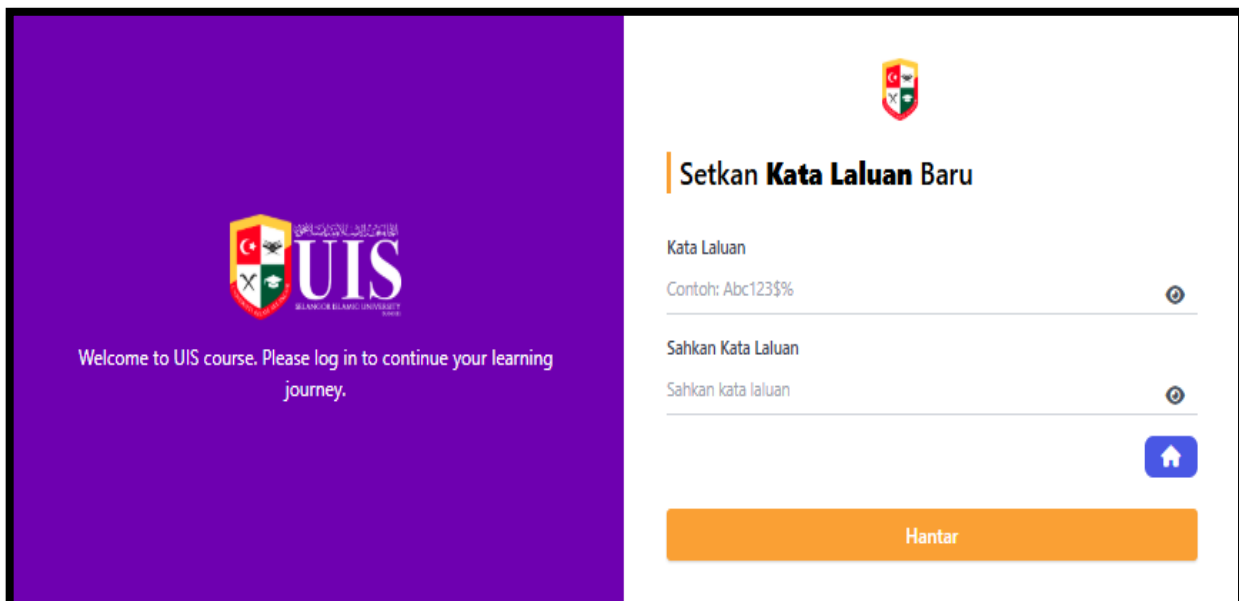 UIS
SELANGOR ISLAMIC UNIVERSITY
Welcome to UIS course. Please log in to continue your learning
journey.
Setkan Kata Laluan Baru
Kata Laluan
Contoh: Abc123$%
Sahkan Kata Laluan
Sahkan kata laluan
Hantar